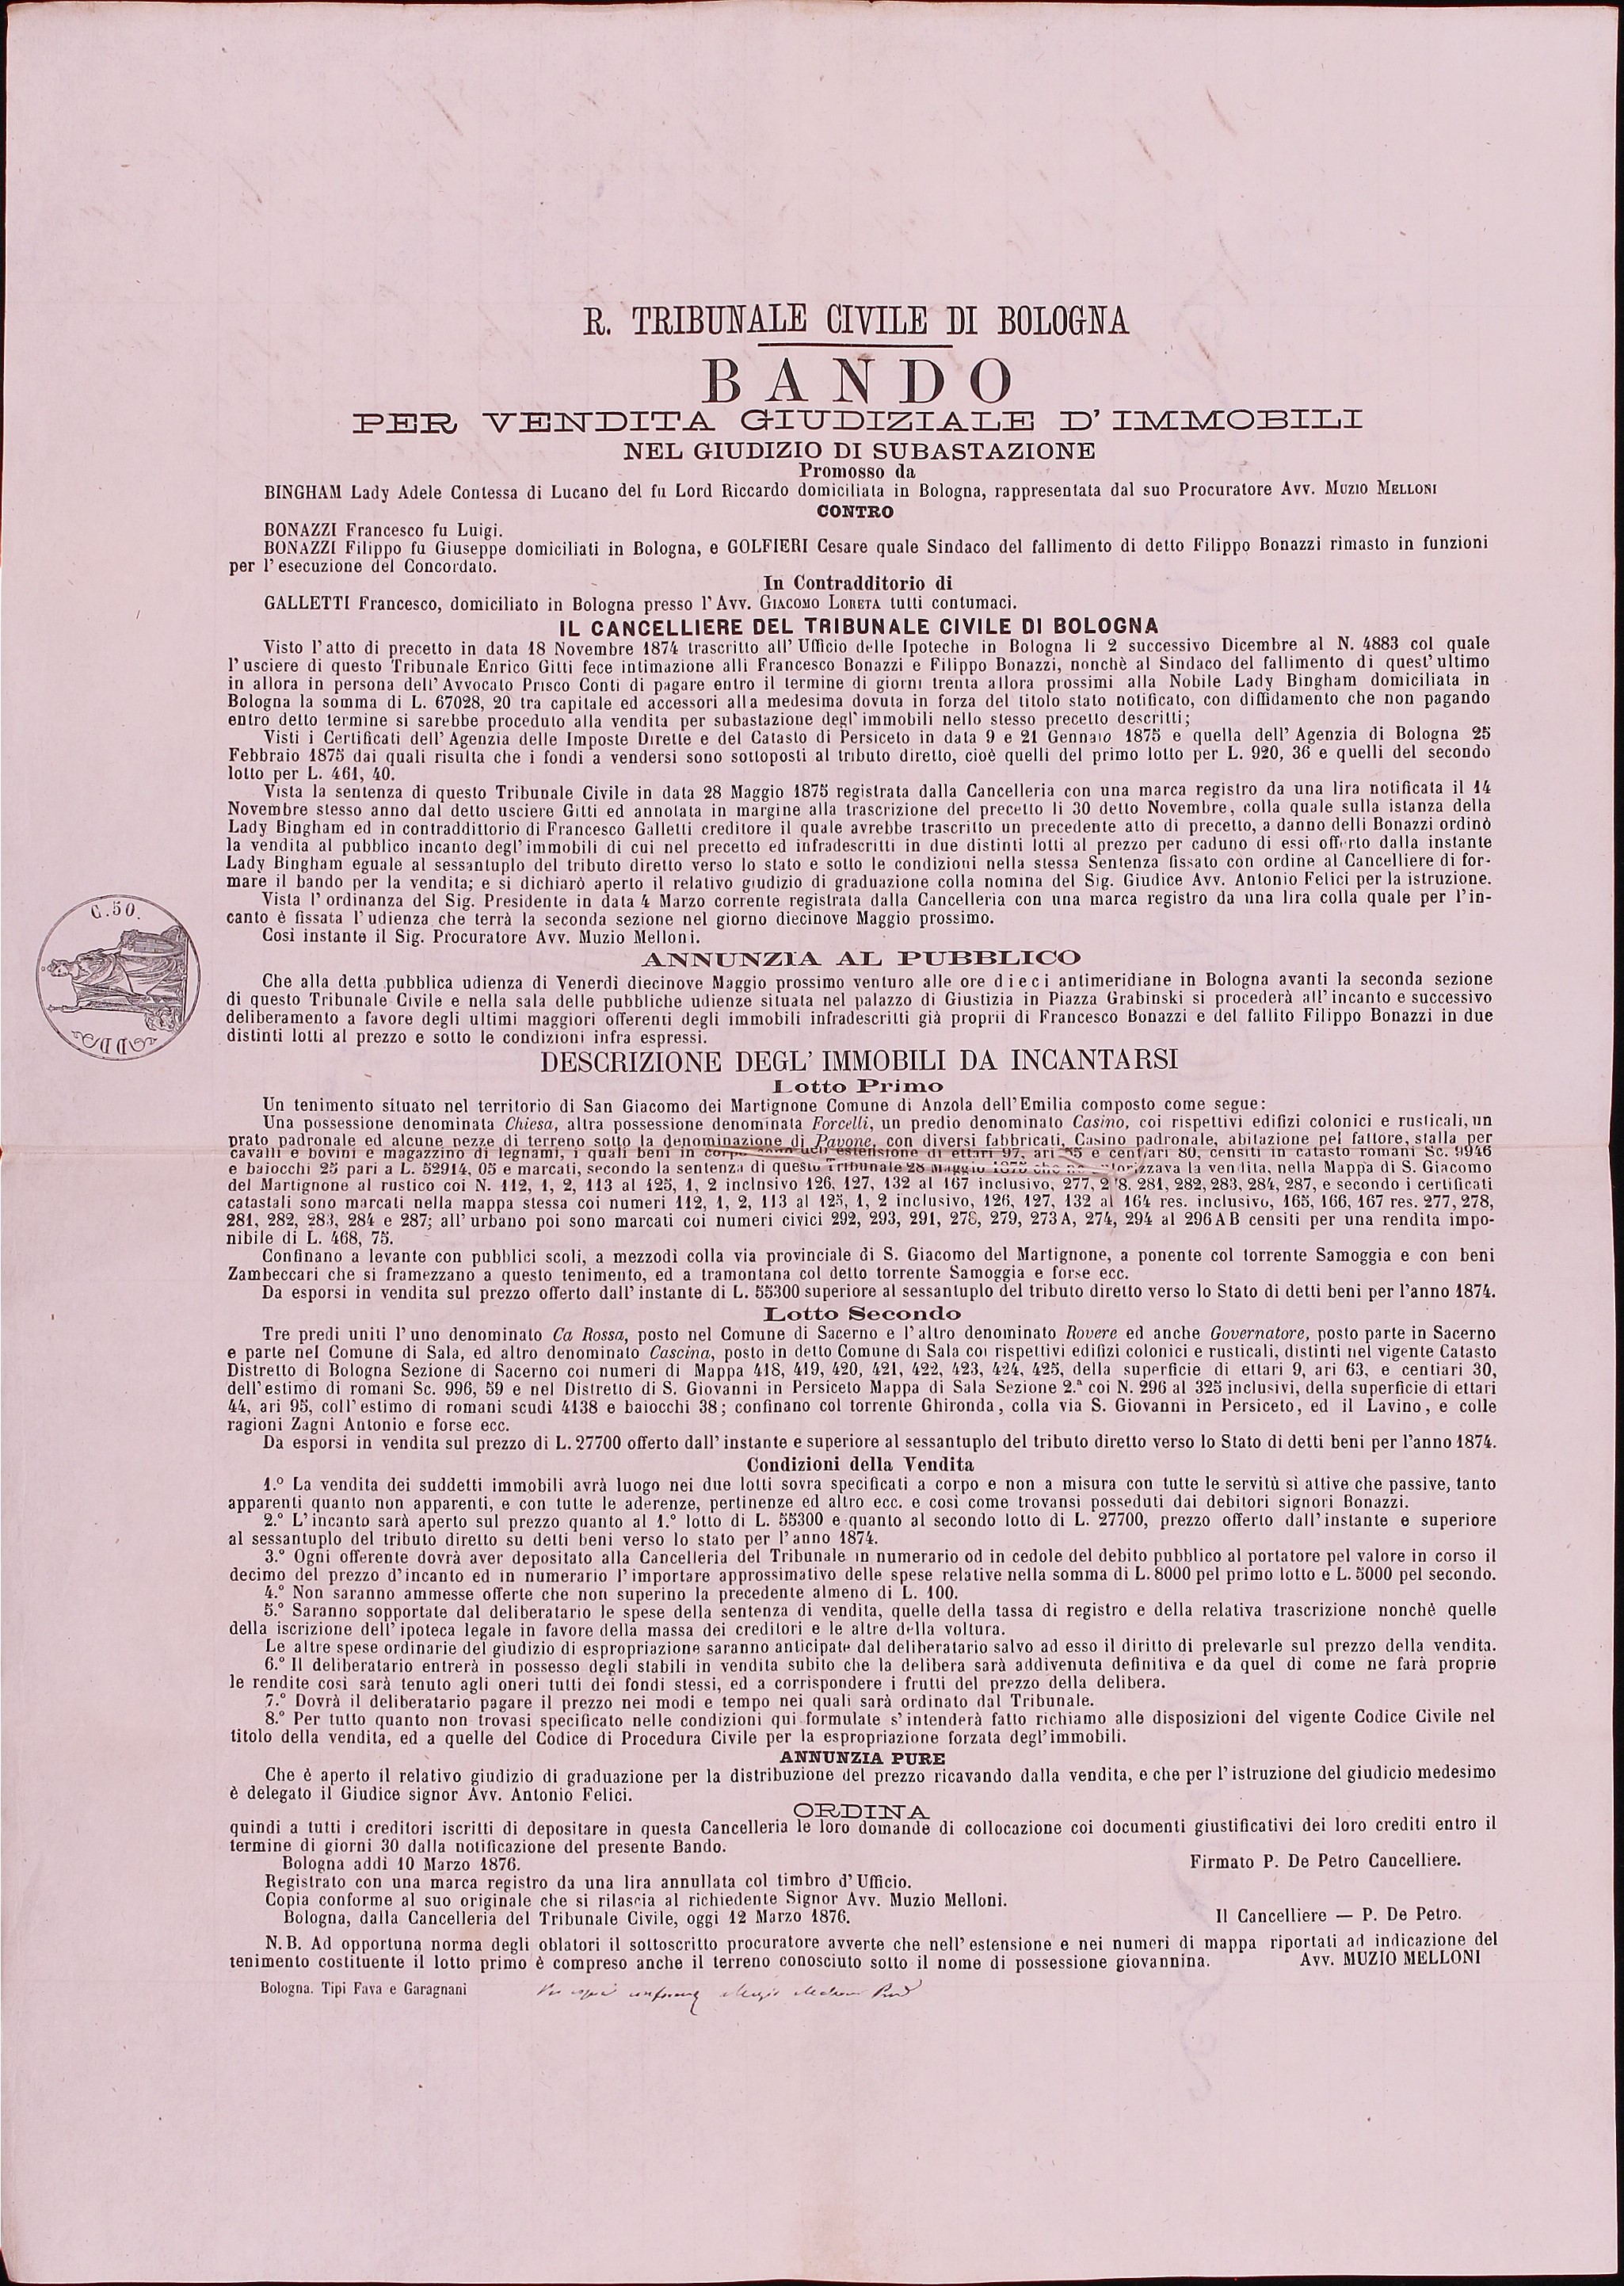 R. TRIBUNALE CIVILE DI BOLOGNA
BANDO
PER VENDITA GIUDIZIALE D' IMMOBILI
NEL GIUDIZIO DI SUBASTAZIONE
Promosso da
BINGHAM Lady Adele Contessa di Lucano del fu Lord Riccardo domiciliata in Bologna, rappresentata dal suo Procuratore Avv. MUZIO MELLONI
CONTRO
BONAZZI Francesco fu Luigi.
BONAZZI Filippo fu Giuseppe domiciliati in Bologna, e GOLFIERI Cesare quale Sindaco del fallimento di detto Filippo Bonazzi rimasto in funzioni
per l'esecuzione del Concordato.
In Contradditorio di
GALLETTI Francesco, domiciliato in Bologna presso l'Avv. GIACOMO LORETA tutti contumaci.
IL CANCELLIERE DEL TRIBUNALE CIVILE DI BOLOGNA
Visto l'atto di precetto in data 18 Novembre 1874 trascritto all'Ufficio delle Ipoteche in Bologna li 2 successivo Dicembre al N. 4883 col quale
l'usciere di questo Tribunale Enrico Gitti fece intimazione alli Francesco Bonazzi e Filippo Bonazzi, nonchè al Sindaco del fallimento di quest'ultimo
in allora in persona dell'Avvocato Prisco Conti di pagare entro il termine di giorni trenta allora prossimi alla Nobile Lady Bingham domiciliata in
Bologna la somma di L. 67028, 20 tra capitale ed accessori alla medesima dovuta in forza del titolo stato notificato, con diffidamento che non pagando
entro detto termine si sarebbe proceduto alla vendita per subastazione degl'immobili nello stesso precetto descritti;
Visti i Certificati dell'Agenzia delle Imposte Dirette e del Catasto di Persiceto in data 9 e 21 Gennaio 1875 e quella dell'Agenzia di Bologna 25
Febbraio 1875 dai quali risulta che i fondi a vendersi sono sottoposti al tributo diretto, cioè quelli del primo lotto per L. 920, 36 e quelli del secondo
lotto per L. 461, 40.
Vista la sentenza di questo Tribunale Civile in data 28 Maggio 1875 registrata dalla Cancelleria con una marca registro da una lira notificata il 14
Novembre stesso anno dal detto usciere Gitti ed annotata in margine alla trascrizione del precetto li 30 detto Novembre, colla quale sulla istanza della
Lady Bingham ed in contraddittorio di Francesco Galletti creditore il quale avrebbe trascritto un precedente atto di precetto, a danno delli Bonazzi ordinò
la vendita al pubblico incanto degl'immobili di cui nel precetto ed infradescritti in due distinti lotti al prezzo per caduno di essi offerto dalla instante
Lady Bingham eguale al sessantuplo del tributo diretto verso lo stato e sotto le condizioni nella stessa Sentenza fissato con ordine al Cancelliere di for-
mare il bando per la vendita; e si dichiarò aperto il relativo giudizio di graduazione colla nomina del Sig. Giudice Avv. Antonio Felici per la istruzione.
Vista l'ordinanza del Sig. Presidente in data 4 Marzo corrente registrata dalla Cancelleria con una marca registro da una lira colla quale per l'in-
canto è fissata l'udienza che terrà la seconda sezione nel giorno diecinove Maggio prossimo.
Così instante il Sig. Procuratore Avv. Muzio Melloni.
C. 50.
ANNUNZIA AL PUBBLICO
Che alla detta pubblica udienza di Venerdi diecinove Maggio prossimo venturo alle ore dieci antimeridiane in Bologna avanti la seconda sezione
di questo Tribunale Civile e nella sala delle pubbliche udienze situata nel palazzo di Giustizia in Piazza Grabinski si procederà all'incanto e successivo
deliberamento a favore degli ultimi maggiori offerenti degli immobili infradescritti già proprii di Francesco Bonazzi e del fallito Filippo Bonazzi in due
distinti lotti al prezzo e sotto le condizioni infra espressi.
DESCRIZIONE DEGL' IMMOBILI DA INCANTARSI
Lotto Primo
Un tenimento situato nel territorio di San Giacomo dei Martignone Comune di Anzola dell'Emilia composto come segue:
Una possessione denominata Chiesa, altra possessione denominata Forcelli, un predio denominato Casino, coi rispettivi edifizi colonici e rusticali, un
prato padronale ed alcune pezze di terreno sotto la denominazione di Pavone, con diversi fabbricati, Casino padronale, abitazione pel fattore, stalla per
cavalli e bovini e magazzino di legnami, i quali beni in corpo sono dell'estensione di ettari 97, ari 55 e centiari 80, censiti in catasto romani Sc. 9946
e baiocchi 25 pari a L. 52914, 05 e marcati, secondo la sentenza di questo Tribunale 28 Maggio 1875 che ne autorizzava la vendita, nella Mappa di S. Giacomo
del Martignone al rustico coi N. 112, 1, 2, 113 al 125, 1, 2 inclnsivo 126, 127, 132 al 167 inclusivo, 277, 278. 281, 282, 283, 284, 287, e secondo i certificati
catastali sono marcati nella mappa stessa coi numeri 112, 1, 2, 113 al 125, 1, 2 inclusivo, 126, 127, 132 al 164 res. inclusivo, 165, 166, 167 res. 277, 278,
281, 282, 283, 284 e 287; all'urbano poi sono marcati coi numeri civici 292, 293, 291, 278, 279, 273A, 274, 294 al 296AB censiti per una rendita impo-
nibile di L. 468, 75.
Confinano a levante con pubblici scoli, a mezzodì colla via provinciale di S. Giacomo del Martignone, a ponente col torrente Samoggia e con beni
Zambeccari che si framezzano a questo tenimento, ed a tramontana col detto torrente Samoggia e forse ecc.
Da esporsi in vendita sul prezzo offerto dall'instante di L. 55300 superiore al sessantuplo del tributo diretto verso lo Stato di detti beni per l'anno 1874.
Lotto Secondo
Tre predi uniti l'uno denominato Ca Rossa, posto nel Comune di Sacerno e l'altro denominato Rovere ed anche Governatore, posto parte in Sacerno
e parte nel Comune di Sala, ed altro denominato Cascina, posto in detto Comune di Sala coi rispettivi edifizi colonici e rusticali, distinti nel vigente Catasto
Distretto di Bologna Sezione di Sacerno coi numeri di Mappa 418, 419, 420, 421, 422, 423, 424, 425, della superficie di ettari 9, ari 63, e centiari 30,
dell'estimo di romani Sc. 996, 59 e nel Distretto di S. Giovanni in Persiceto Mappa di Sala Sezione 2.ª coi N. 296 al 325 inclusivi, della superficie di ettari
44, ari 95, coll'estimo di romani scudi 4138 e baiocchi 38; confinano col torrente Ghironda, colla via S. Giovanni in Persiceto, ed il Lavino, e colle
ragioni Zagni Antonio e forse ecc.
Da esporsi in vendita sul prezzo di L. 27700 offerto dall'instante e superiore al sessantuplo del tributo diretto verso lo Stato di detti beni per l'anno 1874.
Condizioni della Vendita
1.° La vendita dei suddetti immobili avrà luogo nei due lotti sovra specificati a corpo e non a misura con tutte le servitù sì attive che passive, tanto
apparenti quanto non apparenti, e con tutte le aderenze, pertinenze ed altro ecc. e così come trovansi posseduti dai debitori signori Bonazzi.
2.° L'incanto sarà aperto sul prezzo quanto al 1.° lotto di L. 55300 e quanto al secondo lotto di L. 27700, prezzo offerto dall'instante e superiore
al sessantuplo del tributo diretto su detti beni verso lo stato per l'anno 1874.
3.° Ogni offerente dovrà aver depositato alla Cancelleria del Tribunale in numerario od in cedole del debito pubblico al portatore pel valore in corso il
decimo del prezzo d'incanto ed in numerario l'importare approssimativo delle spese relative nella somma di L. 8000 pel primo lotto e L. 5000 pel secondo.
4.° Non saranno ammesse offerte che non superino la precedente almeno di L. 100.
5.° Saranno sopportate dal deliberatario le spese della sentenza di vendita, quelle della tassa di registro e della relativa trascrizione nonchè quelle
della iscrizione dell'ipoteca legale in favore della massa dei creditori e le altre della voltura.
Le altre spese ordinarie del giudizio di espropriazione saranno anticipate dal deliberatario salvo ad esso il diritto di prelevarle sul prezzo della vendita.
6.° Il deliberatario entrerà in possesso degli stabili in vendita subito che la delibera sarà addivenuta definitiva e da quel dì come ne farà proprie
le rendite così sarà tenuto agli oneri tutti dei fondi stessi, ed a corrispondere i frutti del prezzo della delibera.
7.° Dovrà il deliberatario pagare il prezzo nei modi e tempo nei quali sarà ordinato dal Tribunale.
8.° Per tutto quanto non trovasi specificato nelle condizioni qui formulate s'intenderà fatto richiamo alle disposizioni del vigente Codice Civile nel
titolo della vendita, ed a quelle del Codice di Procedura Civile per la espropriazione forzata degl'immobili.
ANNUNZIA PURE
Che è aperto il relativo giudizio di graduazione per la distribuzione del prezzo ricavando dalla vendita, e che per l'istruzione del giudicio medesimo
è delegato il Giudice signor Avv. Antonio Felici.
ORDINA
quindi a tutti i creditori iscritti di depositare in questa Cancelleria le loro domande di collocazione coi documenti giustificativi dei loro crediti entro il
termine di giorni 30 dalla notificazione del presente Bando.
Bologna addì 10 Marzo 1876. Firmato P. De Petro Cancelliere.
Registrato con una marca registro da una lira annullata col timbro d'Ufficio.
Copia conforme al suo originale che si rilascia al richiedente Signor Avv. Muzio Melloni.
Bologna, dalla Cancelleria del Tribunale Civile, oggi 12 Marzo 1876. Il Cancelliere — P. De Petro.
N. B. Ad opportuna norma degli oblatori il sottoscritto procuratore avverte che nell'estensione e nei numeri di mappa riportati ad indicazione del
tenimento costituente il lotto primo è compreso anche il terreno conosciuto sotto il nome di possessione giovannina. Avv. MUZIO MELLONI
Bologna. Tipi Fava e Garagnani
Per copia conforme Muzio Melloni